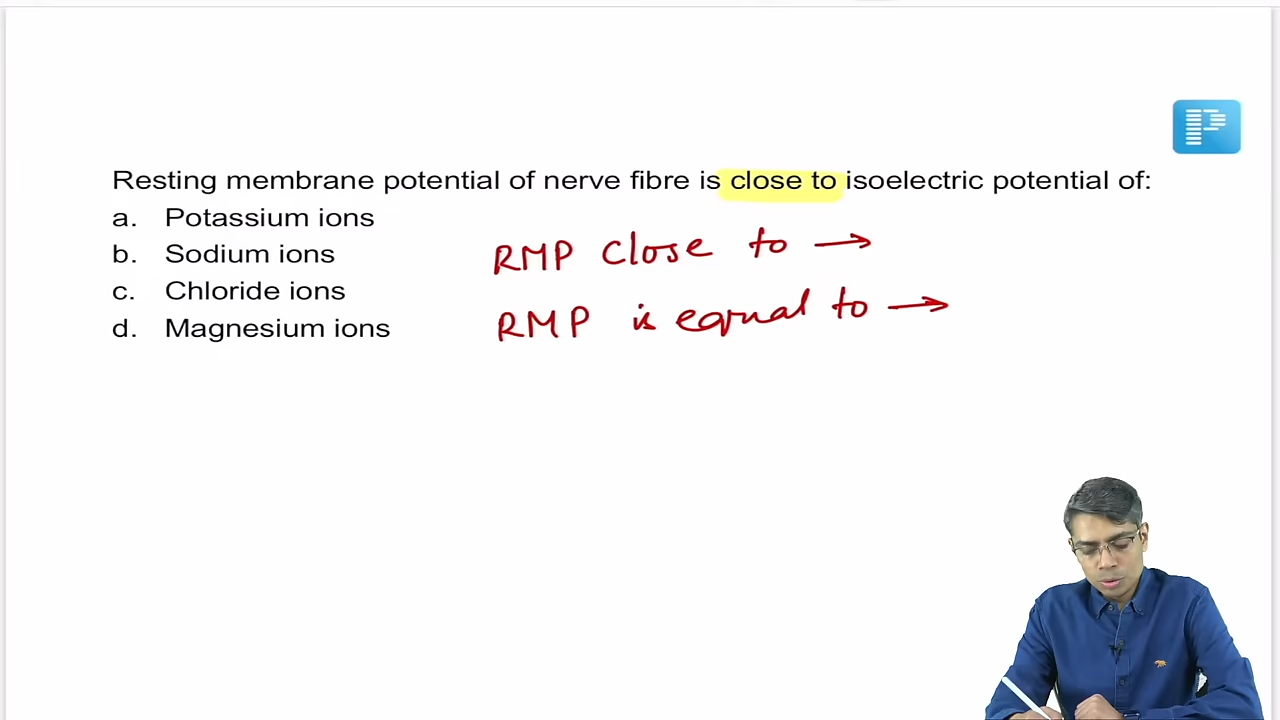 Resting membrane potential of nerve fibre is close to isoelectric potential of:
a. Potassium ions
b. Sodium ions
c. Chloride ions
d. Magnesium ions
RMP close to →
RMP is equal to →
P